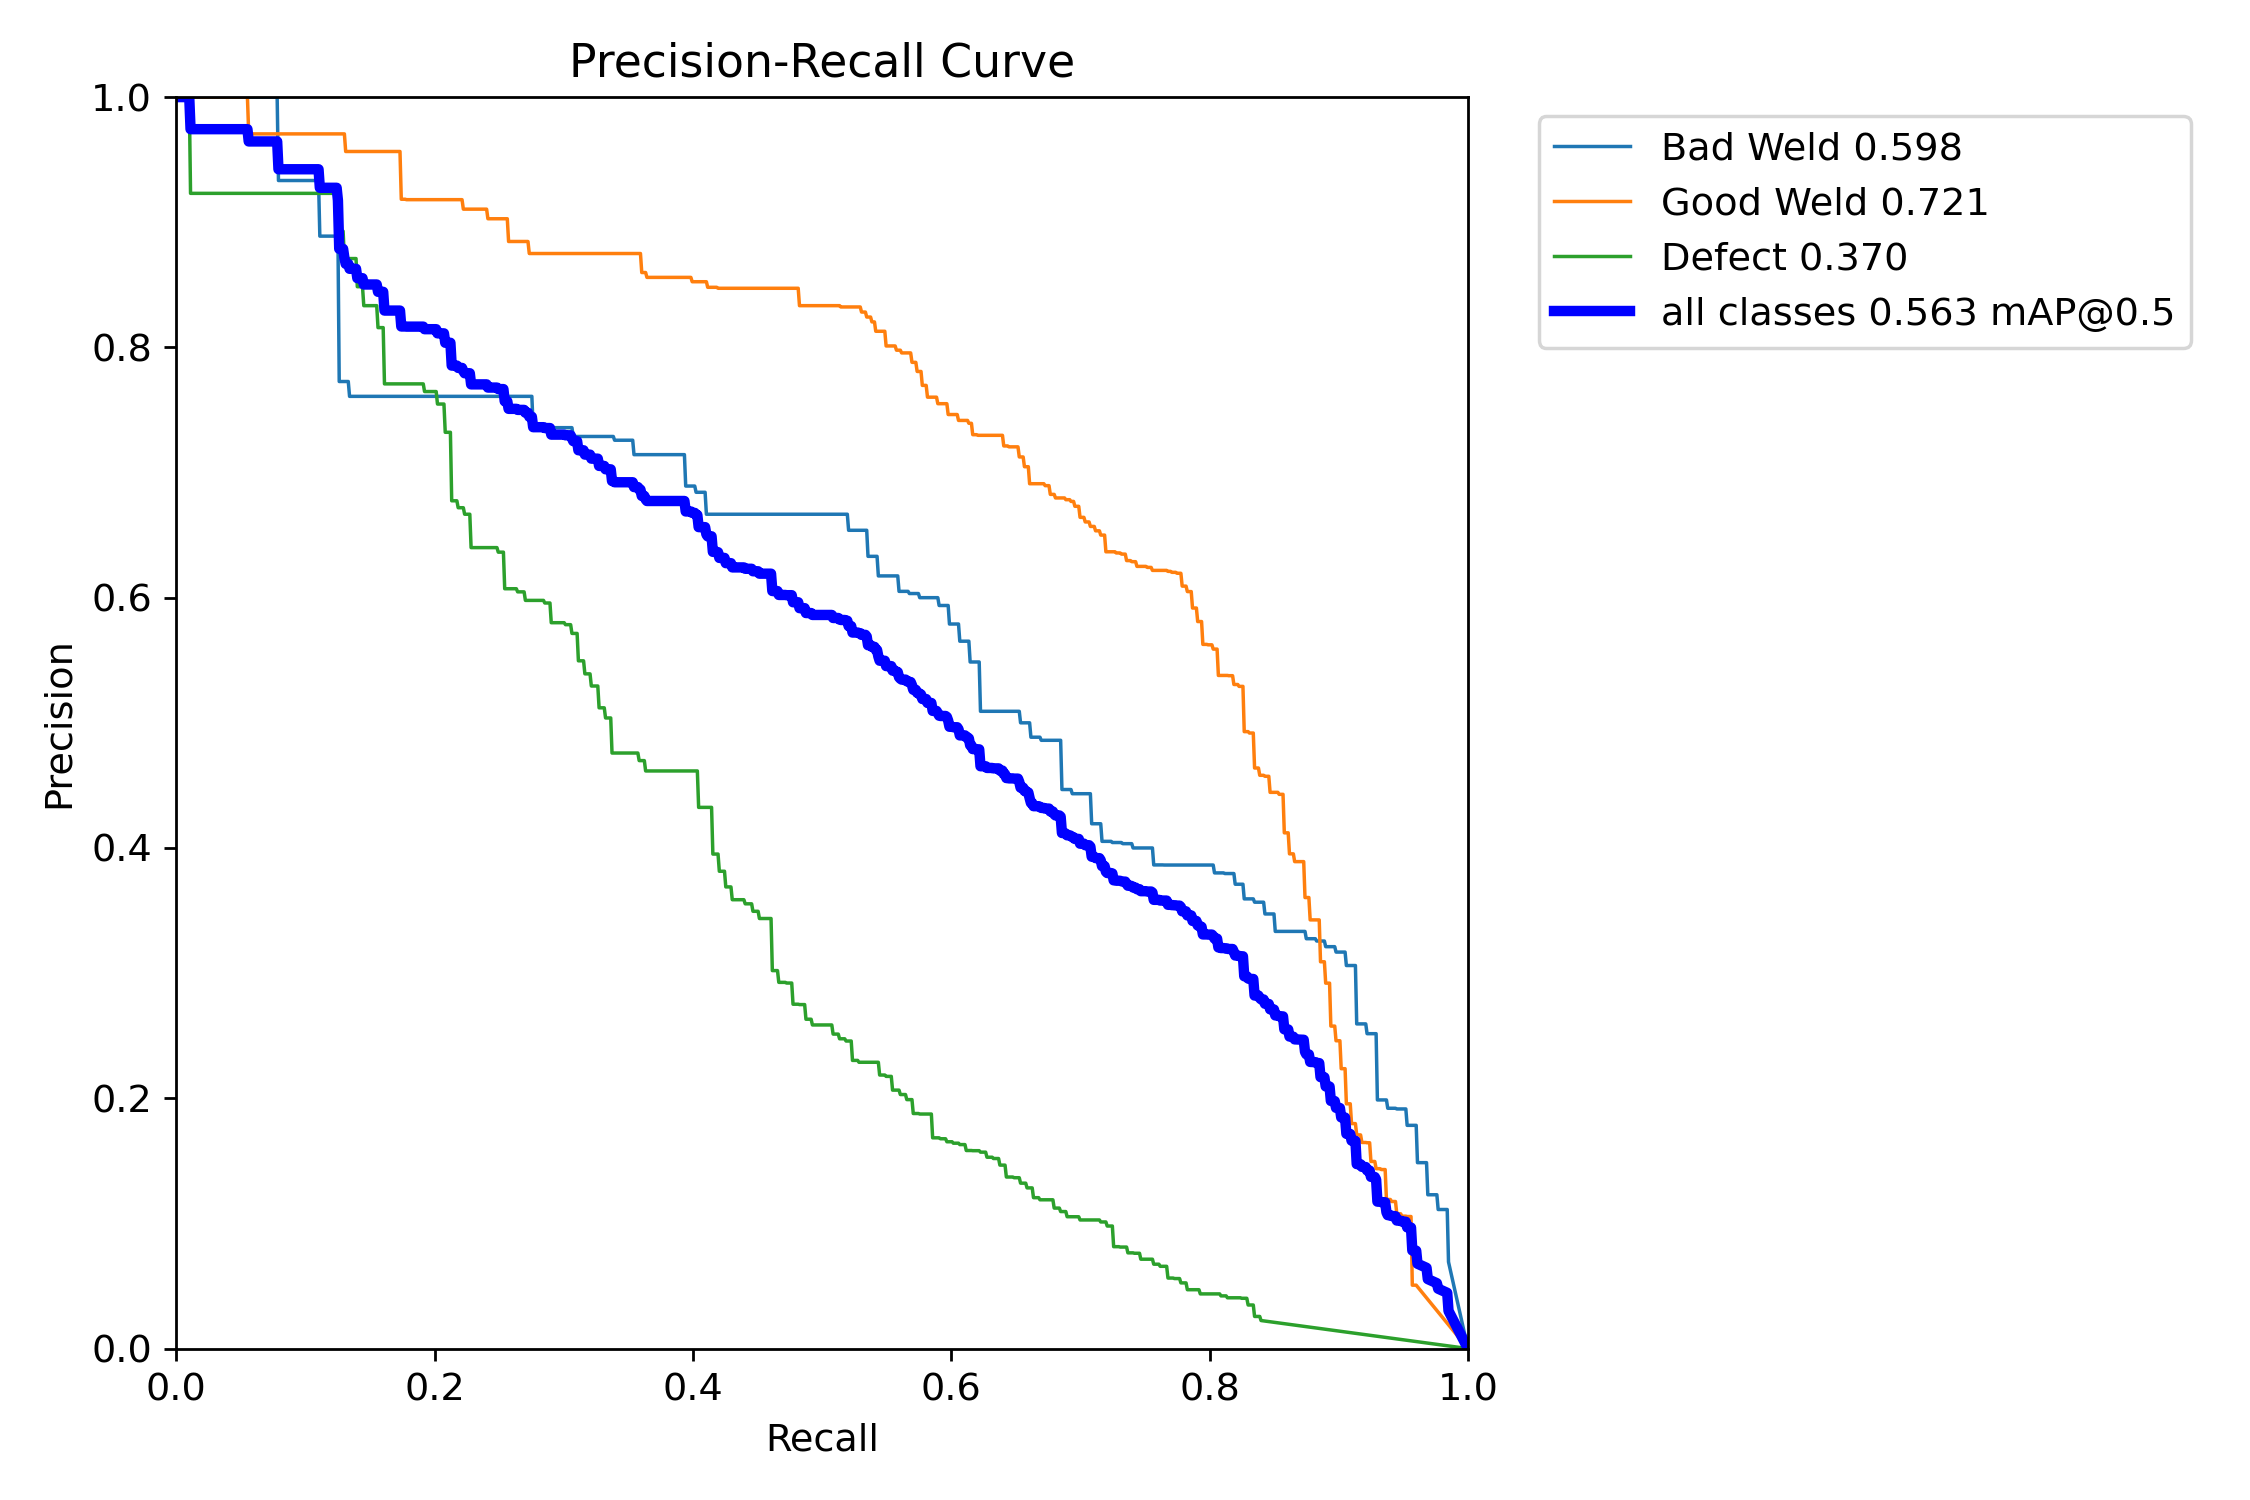 Precision-Recall Curve
1.0
0.8
0.6
0.4
0.2
0.0
Precision
0.0 0.2 0.4 0.6 0.8 1.0
Recall
Bad Weld 0.598
Good Weld 0.721
Defect 0.370
all classes 0.563 mAP@0.5